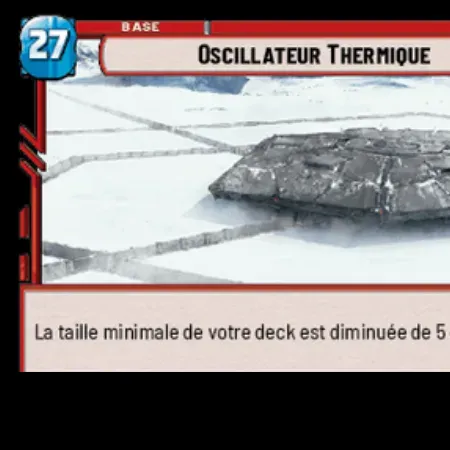 BASE
27
OSCILLATEUR THERMIQUE
La taille minimale de votre deck est diminuée de 5